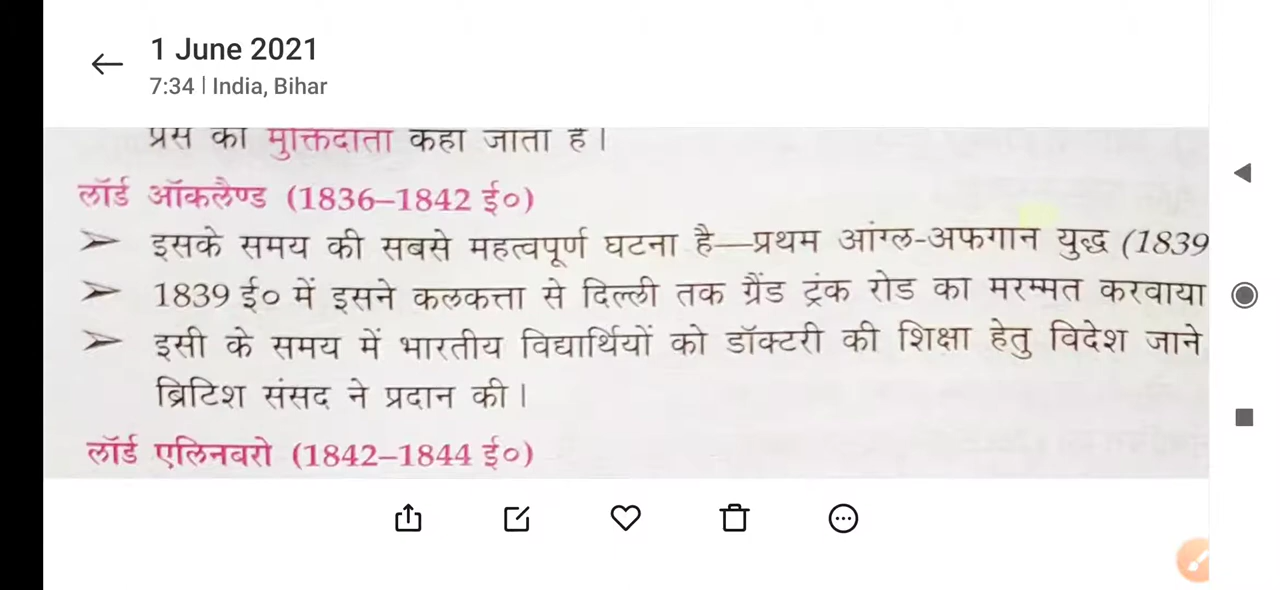 1 June 2021
7:34 | India, Bihar
प्रेस का मुक्तिदाता कहा जाता है।
लॉर्ड ऑकलैण्ड (1836–1842 ई०)
➢ इसके समय की सबसे महत्वपूर्ण घटना है—प्रथम आंग्ल-अफगान युद्ध (1839
➢ 1839 ई० में इसने कलकत्ता से दिल्ली तक ग्रैंड ट्रंक रोड का मरम्मत करवाया
➢ इसी के समय में भारतीय विद्यार्थियों को डॉक्टरी की शिक्षा हेतु विदेश जाने
ब्रिटिश संसद ने प्रदान की।
लॉर्ड एलिनबरो (1842–1844 ई०)